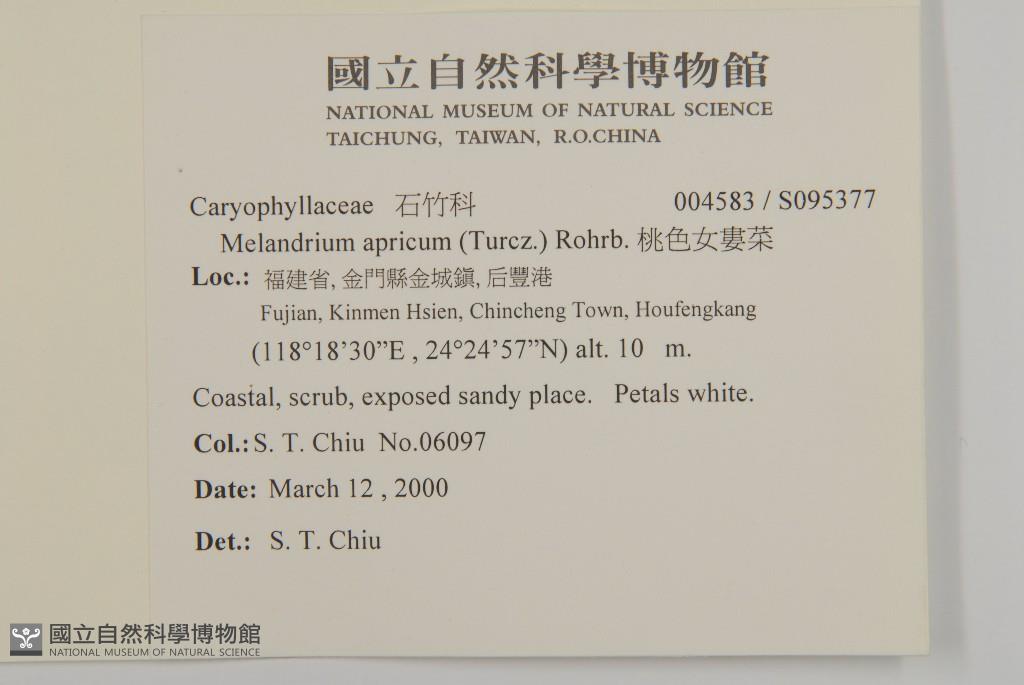 國立自然科學博物館
NATIONAL MUSEUM OF NATURAL SCIENCE
TAICHUNG, TAIWAN, R.O.CHINA
Caryophyllaceae 石竹科 004583 / S095377
Melandrium apricum (Turcz.) Rohrb. 桃色女婁菜
Loc.: 福建省, 金門縣金城鎮, 后豐港
Fujian, Kinmen Hsien, Chincheng Town, Houfengkang
(118°18’30”E , 24°24’57”N) alt. 10 m.
Coastal, scrub, exposed sandy place. Petals white.
Col.: S. T. Chiu No.06097
Date: March 12 , 2000
Det.: S. T. Chiu
國立自然科學博物館
NATIONAL MUSEUM OF NATURAL SCIENCE